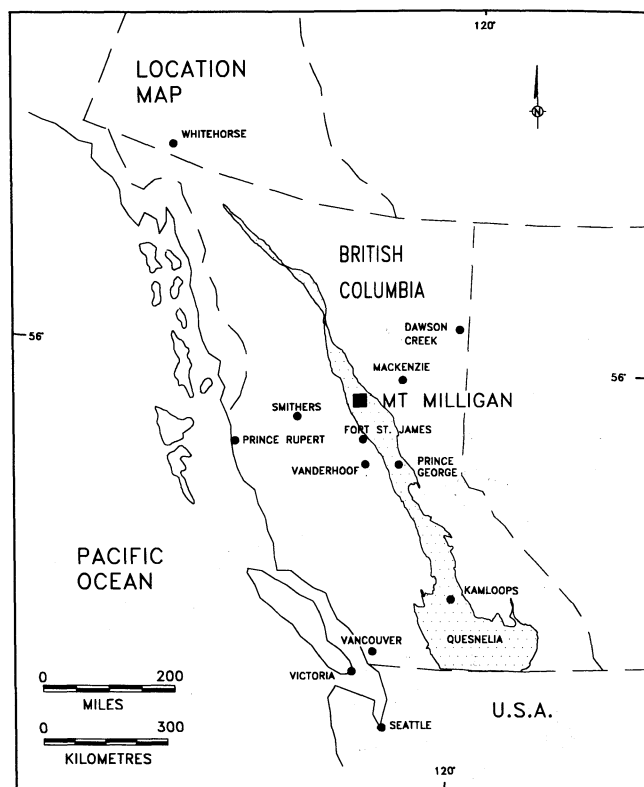 120°
LOCATION
MAP
N
WHITEHORSE
BRITISH
COLUMBIA
DAWSON
CREEK
56°
MACKENZIE
56°
MT MILLIGAN
SMITHERS
FORT ST. JAMES
PRINCE RUPERT
VANDERHOOF
PRINCE
GEORGE
PACIFIC
OCEAN
KAMLOOPS
QUESNELIA
VANCOUVER
VICTORIA
0 200
MILES
U.S.A.
SEATTLE
0 300
KILOMETRES
120°